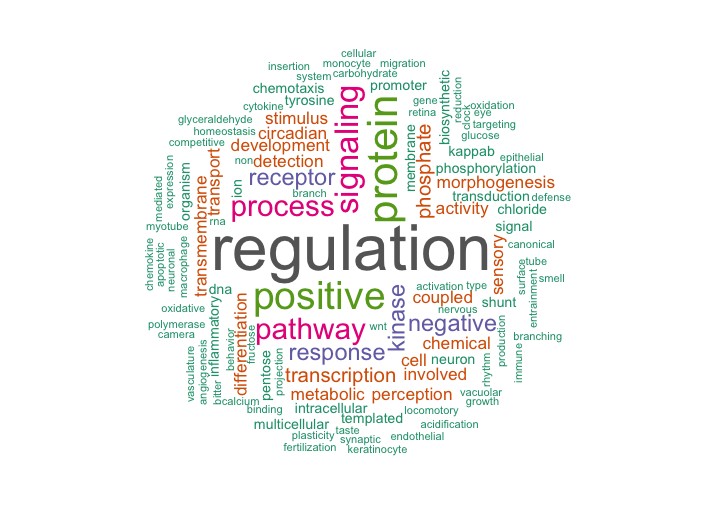 cellular
insertion
monocyte
migration
system
carbohydrate
chemotaxis
promoter
cytokine
tyrosine
gene
glyceraldehyde
stimulus
retina
homeostasis
circadian
competitive
development
non
detection
receptor
ion
branch
process
signaling
protein
membrane
phosphate
biosynthetic
reduction
clock
oxidation
eye
targeting
glucose
kappab
epithelial
phosphorylation
morphogenesis
transduction
defense
activity
chloride
signal
canonical
mediated
expression
organism
transport
transmembrane
myotube
rna
chemokine
apoptotic
neuronal
macrophage
regulation
sensory
surface
tube
entrainment
smell
dna
positive
activation
type
coupled
nervous
shunt
oxidative
inflammatory
differentiation
polymerase
camera
pathway
wnt
kinase
negative
production
branching
immune
chemical
vasculature
angiogenesis
bitter
behavior
fructose
response
cell
neuron
rhythm
pentose
projection
transcription
involved
metabolic
perception
vacuolar
growth
bcalcium
binding
intracellular
templated
locomotory
acidification
multicellular
taste
plasticity
synaptic
endothelial
fertilization
keratinocyte